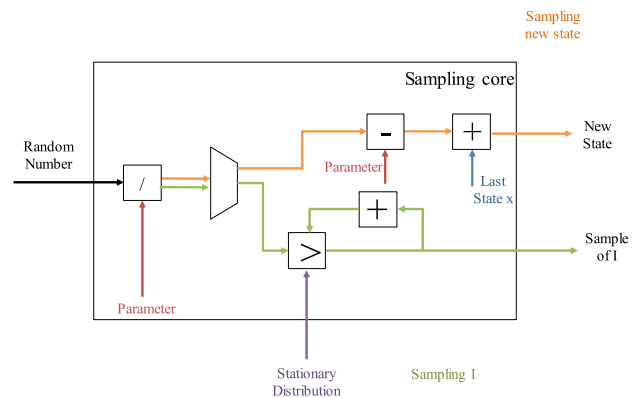 Sampling
new state
Sampling core
Random
Number
/
-
+
New
State
Parameter
Last
State x
+
>
Sample
of I
Parameter
Stationary
Distribution
Sampling I